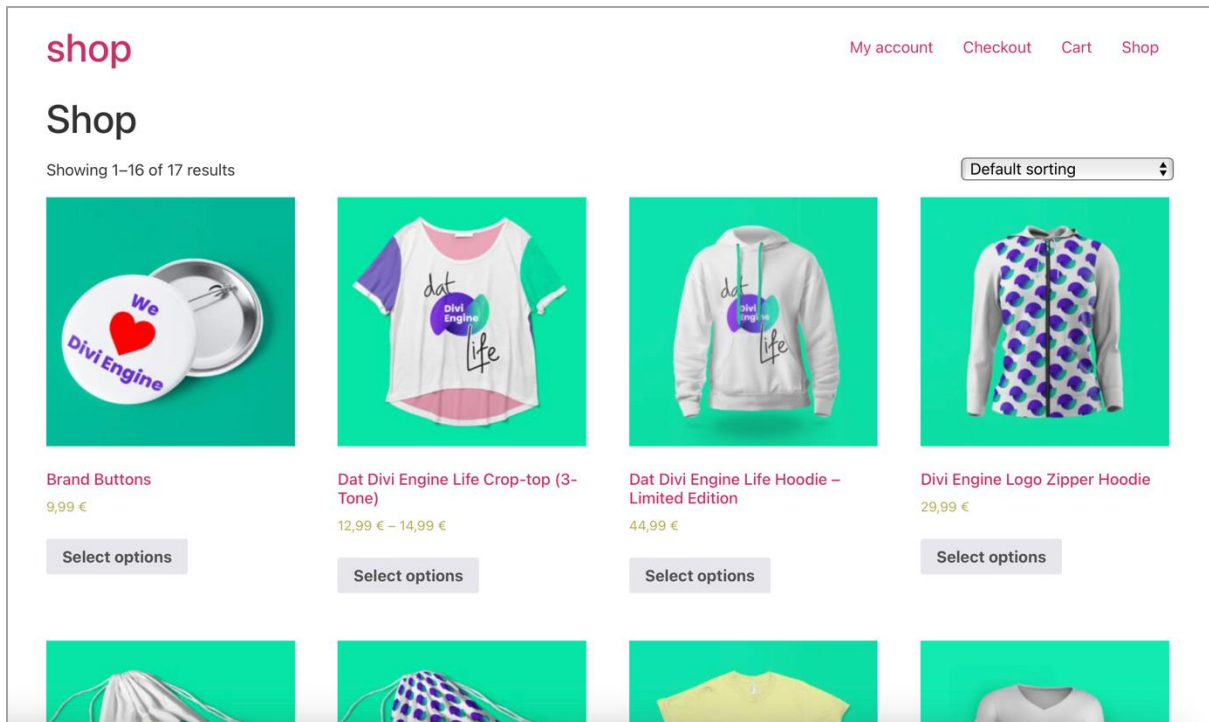 shop
My account Checkout Cart Shop
Shop
Showing 1–16 of 17 results
Default sorting
We
Divi Engine
dat
Divi
Engine
Life
dat
Divi
Engine
Life
Brand Buttons
9,99 €
Select options
Dat Divi Engine Life Crop-top (3-
Tone)
12,99 € – 14,99 €
Select options
Dat Divi Engine Life Hoodie –
Limited Edition
44,99 €
Select options
Divi Engine Logo Zipper Hoodie
29,99 €
Select options